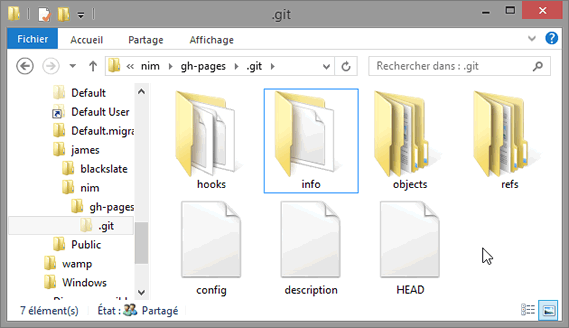 .git
Fichier Accueil Partage Affichage
nim gh-pages .git Rechercher dans : .git
Default
Default User
Default.migra
james
blackslate
nim
gh-pages
.git
Public
wamp
Windows
hooks info objects refs
config description HEAD
7 élément(s) État : Partagé